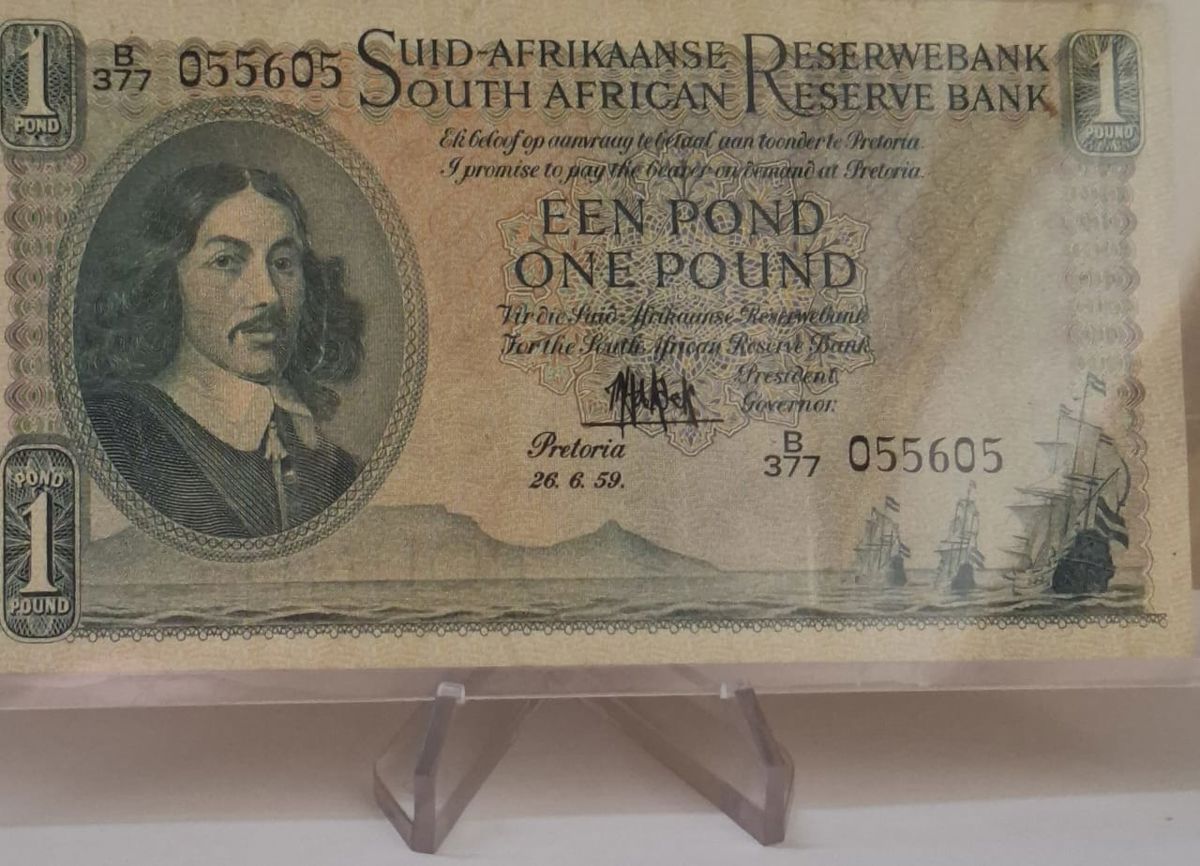 1
POND
B
377 055605
SUID-AFRIKAANSE RESERWEBANK
SOUTH AFRICAN RESERVE BANK
1
POUND
Ek beloof op aanvraag te betaal aan toonder te Pretoria.
I promise to pay the bearer on demand at Pretoria.
EEN POND
ONE POUND
Vir die Suid-Afrikaanse Reserwebank
For the South African Reserve Bank
President,
Governor.
Pretoria
26. 6. 59.
B
377 055605
POND
1
POUND